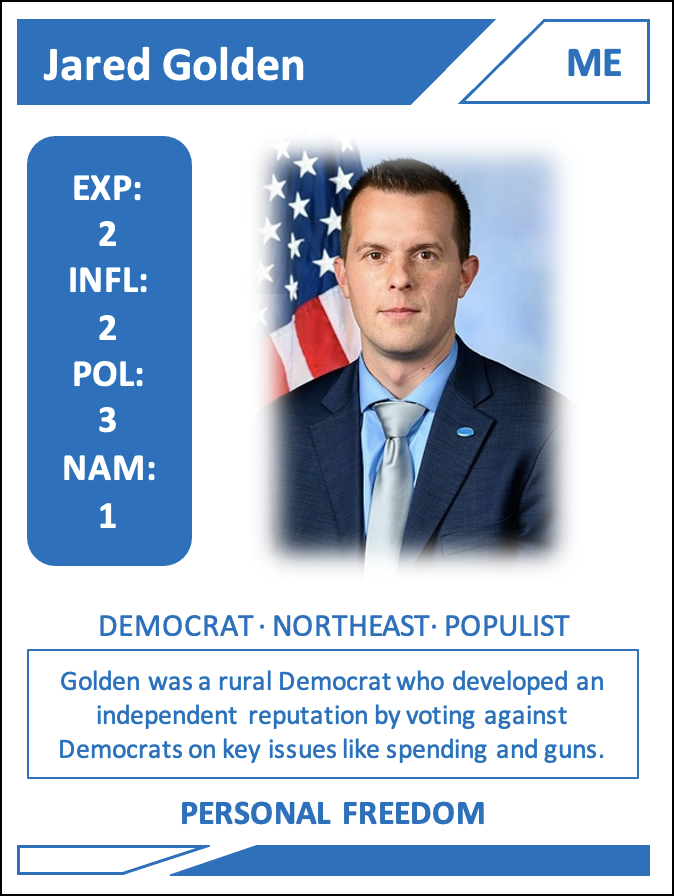 Jared Golden
ME
EXP:
2
INFL:
2
POL:
3
NAM:
1
DEMOCRAT · NORTHEAST· POPULIST
Golden was a rural Democrat who developed an
independent reputation by voting against
Democrats on key issues like spending and guns.
PERSONAL FREEDOM